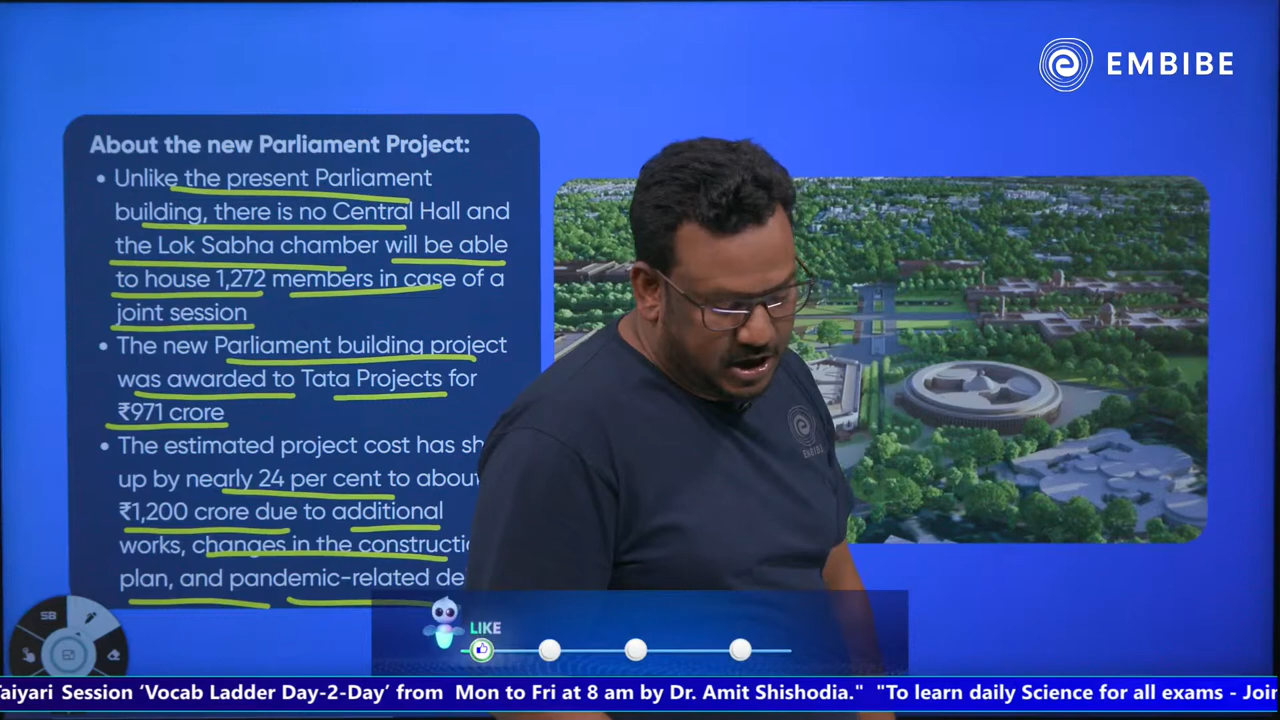 EMBIBE
About the new Parliament Project:
• Unlike the present Parliament
building, there is no Central Hall and
the Lok Sabha chamber will be able
to house 1,272 members in case of a
joint session
• The new Parliament building project
was awarded to Tata Projects for
₹971 crore
• The estimated project cost has
up by nearly 24 per cent to
₹1,200 crore due to additional
works, changes in the
plan, and pandemic-related
EMBIBE
SB
LIKE
Session ‘Vocab Ladder Day-2-Day’ from Mon to Fri at 8 am by Dr. Amit Shishodia." "To learn daily Science for all exams - Join